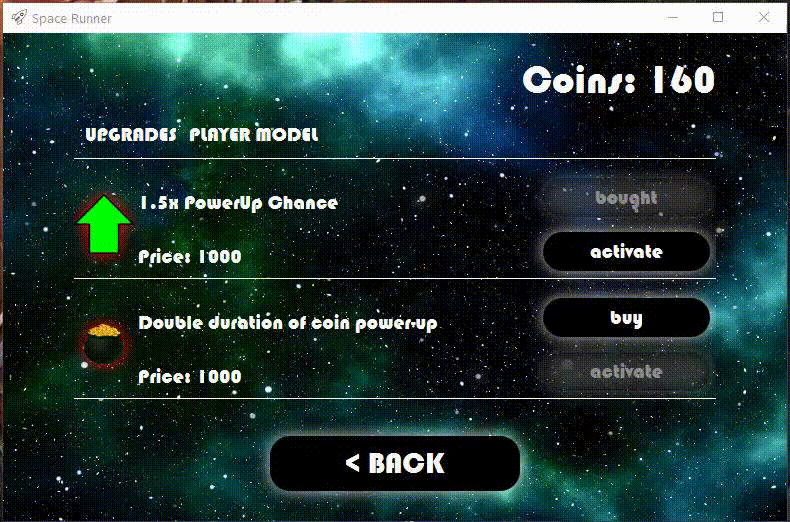 Space Runner
Coins: 160
UPGRADES PLAYER MODEL
1.5x PowerUp Chance
bought
Price: 1000
activate
Double duration of coin power-up
buy
Price: 1000
activate
< BACK